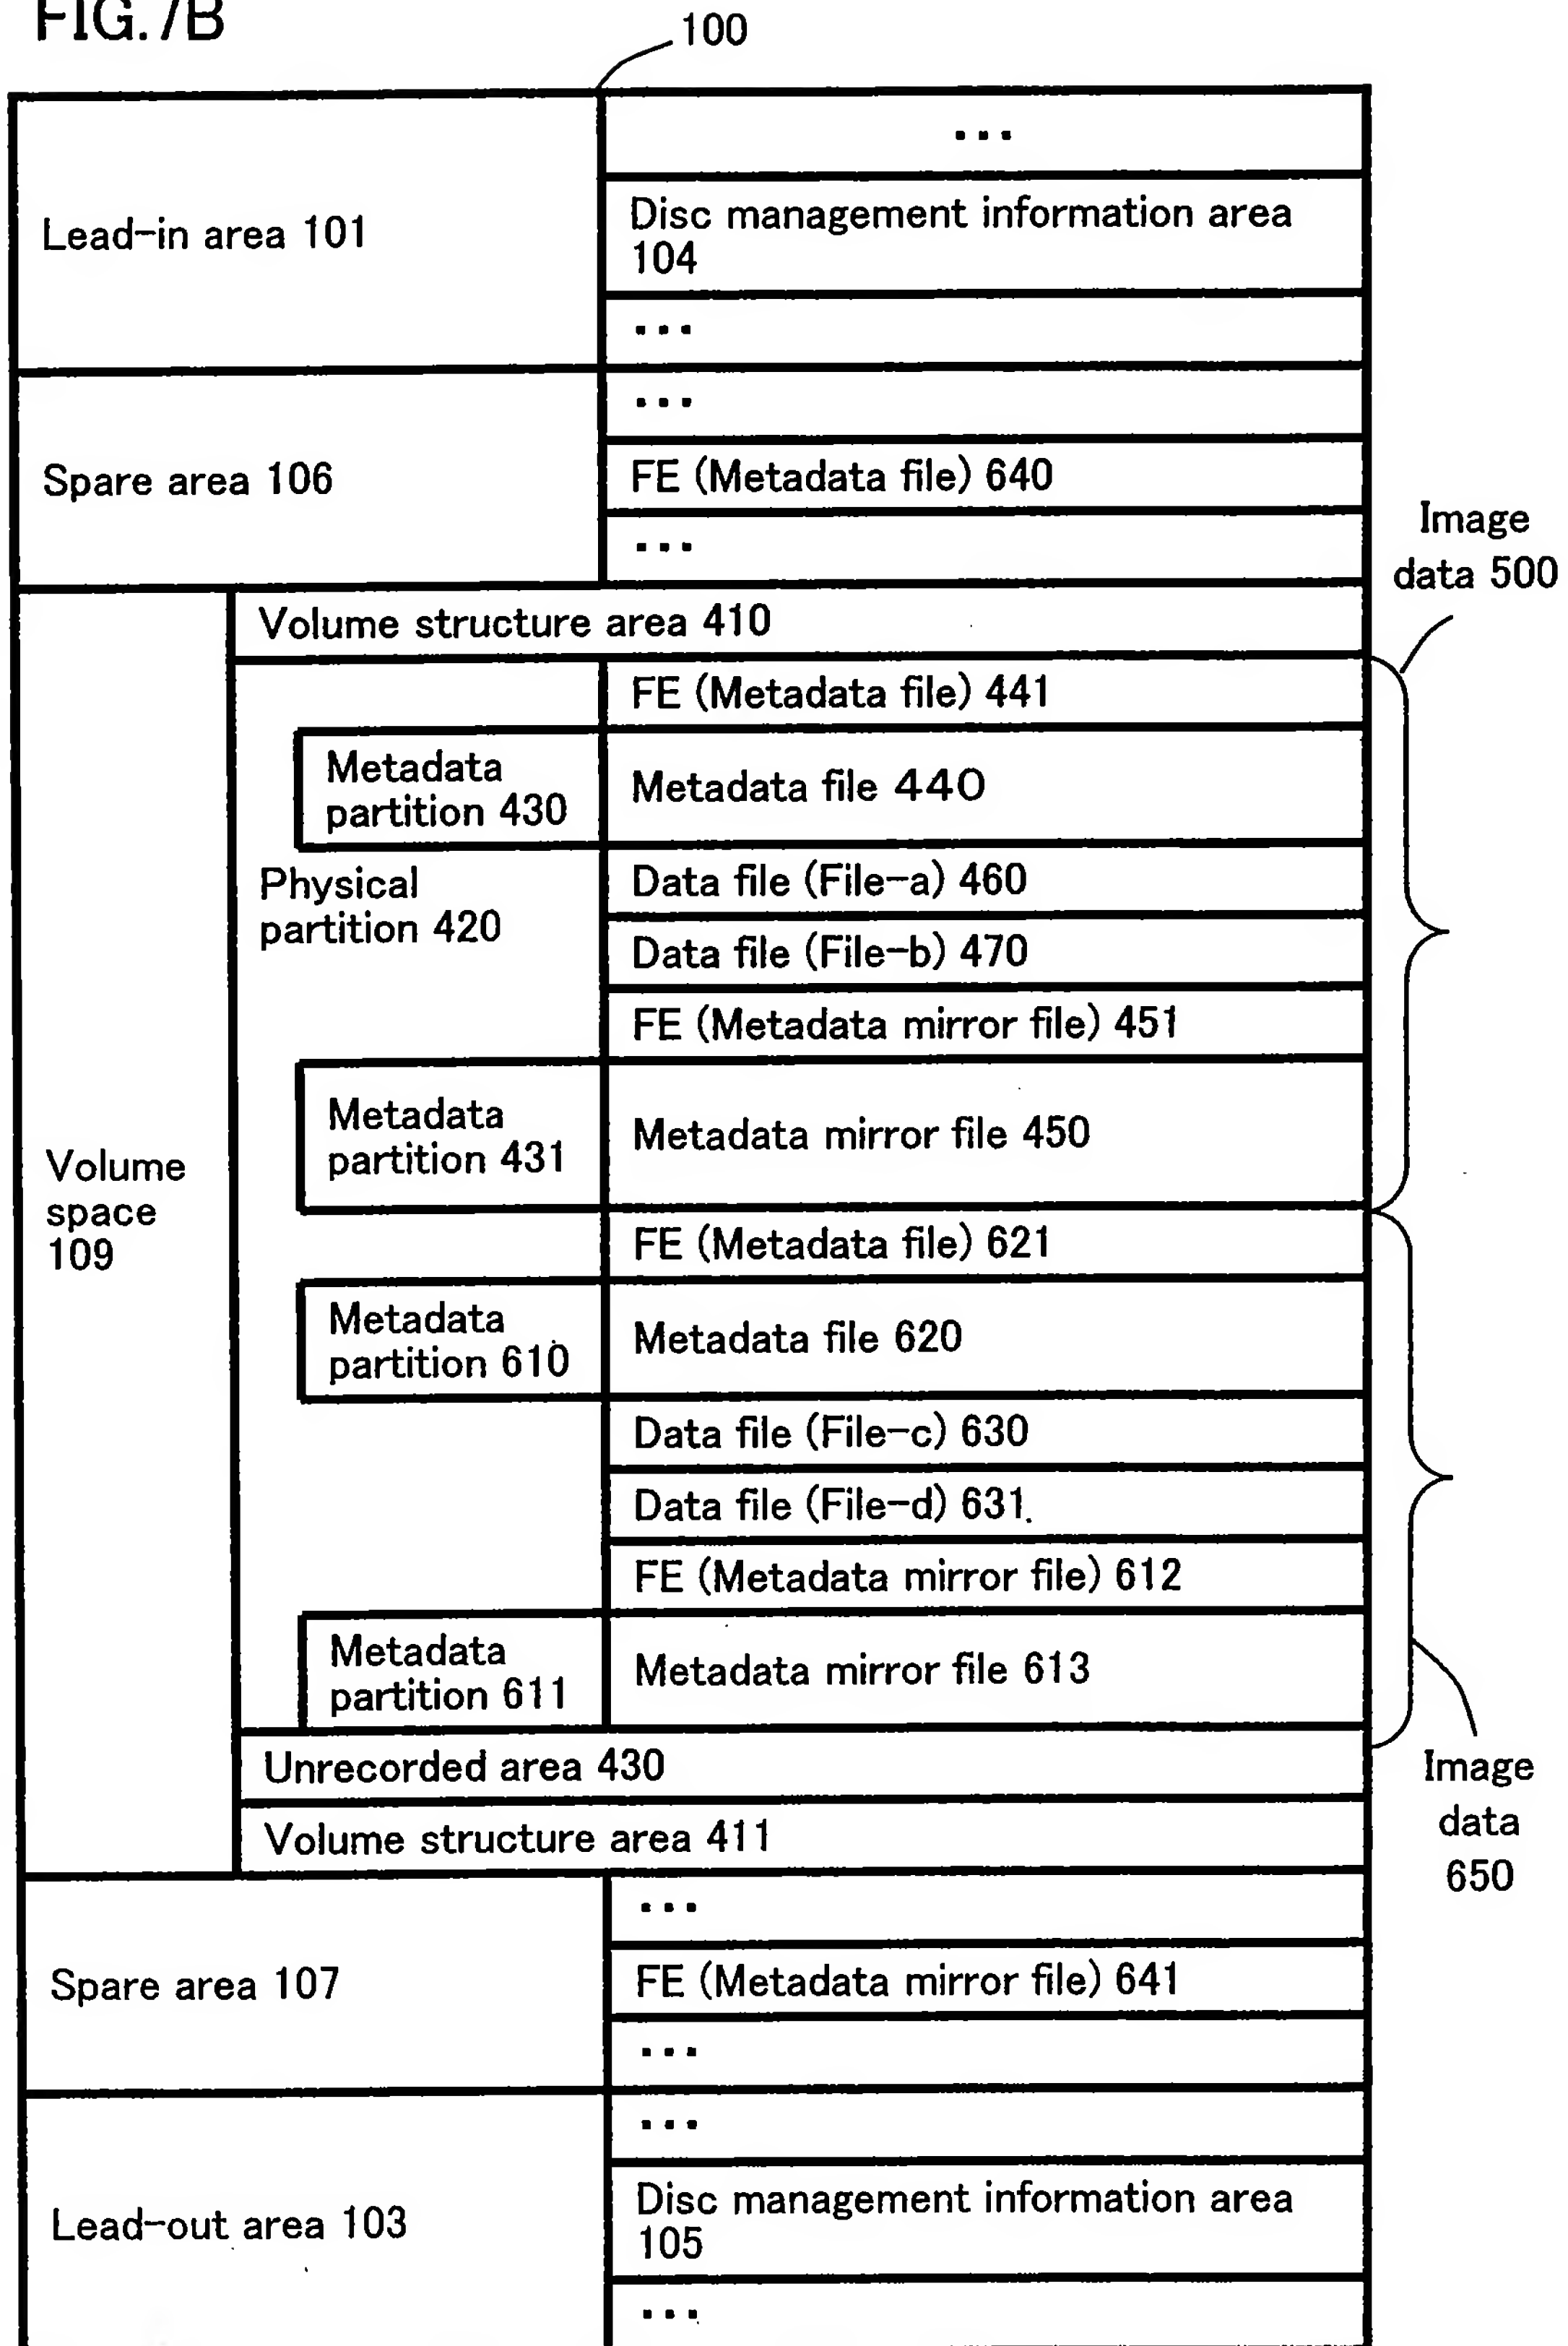 FIG. 7B
100
...
Lead-in area 101
Disc management information area
104
...
...
Spare area 106
FE (Metadata file) 640
...
Image
data 500
Volume structure area 410
FE (Metadata file) 441
Metadata
partition 430
Metadata file 440
Physical
partition 420
Data file (File-a) 460
Data file (File-b) 470
FE (Metadata mirror file) 451
Metadata
partition 431
Metadata mirror file 450
Volume
space
109
FE (Metadata file) 621
Metadata
partition 610
Metadata file 620
Data file (File-c) 630
Data file (File-d) 631
FE (Metadata mirror file) 612
Metadata
partition 611
Metadata mirror file 613
Unrecorded area 430
Image
data
650
Volume structure area 411
...
Spare area 107
FE (Metadata mirror file) 641
...
...
Lead-out area 103
Disc management information area
105
...